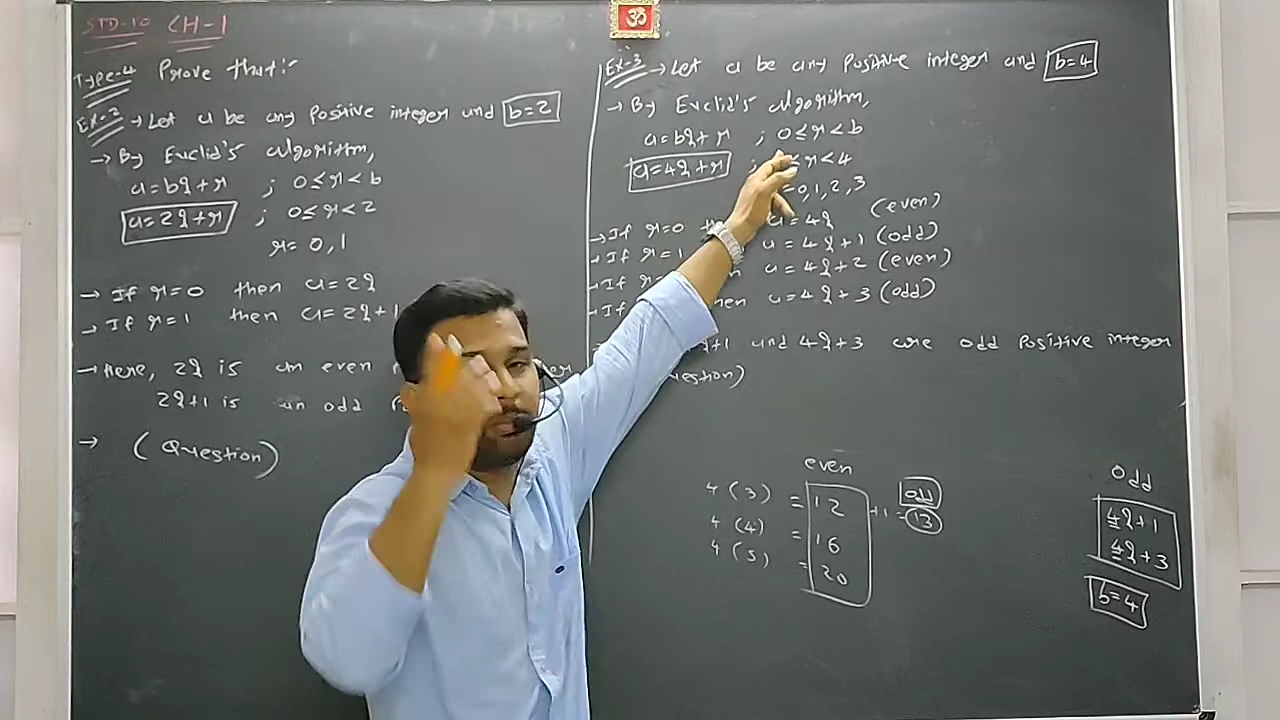 STD-10 CH-1
Type-4 Prove that:-
Ex-2 → Let a be any positive integer and b=2
→ By Euclid's algorithm,
a=bq+r ; 0≤r<b
a=2q+r ; 0≤r<2
r=0,1
→ If r=0 then a=2q
→ If r=1 then a=2q+1
→ Here, 2q is an even
2q+1 is an odd
→ (Question)
ॐ
Ex-3 → Let a be any positive integer and b=4
→ By Euclid's algorithm,
a=bq+r ; 0≤r<b
a=4q+r ; ≤r<4
=0,1,2,3
→ If r=0 a=4q (even)
→ If r=1 a=4q+1 (odd)
→ If r a=4q+2 (even)
→ If then a=4q+3 (odd)
q+1 and 4q+3 are odd positive integer
estion)
even
4(3) = 12 +1 = 13 odd
4(4) = 16
4(5) = 20
odd
4q+1
4q+3
b=4